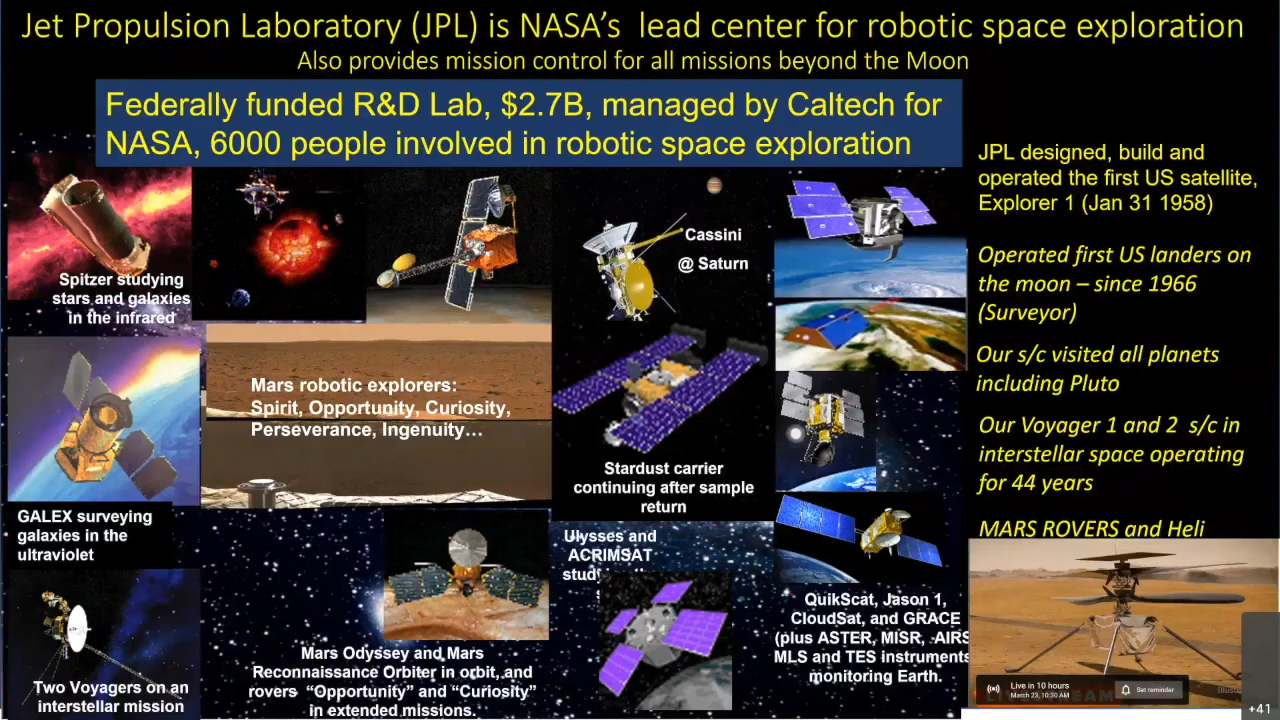 Jet Propulsion Laboratory (JPL) is NASA's lead center for robotic space exploration
Also provides mission control for all missions beyond the Moon
Federally funded R&D Lab, $2.7B, managed by Caltech for
NASA, 6000 people involved in robotic space exploration
JPL designed, build and
operated the first US satellite,
Explorer 1 (Jan 31 1958)
Operated first US landers on
the moon – since 1966
(Surveyor)
Our s/c visited all planets
including Pluto
Our Voyager 1 and 2 s/c in
interstellar space operating
for 44 years
MARS ROVERS and Heli
Spitzer studying
stars and galaxies
in the infrared
Cassini
@ Saturn
Mars robotic explorers:
Spirit, Opportunity, Curiosity,
Perseverance, Ingenuity…
Stardust carrier
continuing after sample
return
GALEX surveying
galaxies in the
ultraviolet
Ulysses and
ACRIMSAT
QuikScat, Jason 1,
CloudSat, and GRACE
(plus ASTER, MISR, AIRS
MLS and TES instruments
monitoring Earth.
Mars Odyssey and Mars
Reconnaissance Orbiter in orbit, and
rovers “Opportunity” and “Curiosity”
in extended missions.
Two Voyagers on an
interstellar mission
Live in 10 hours
March 23, 10:30 AM
Set reminder
+41